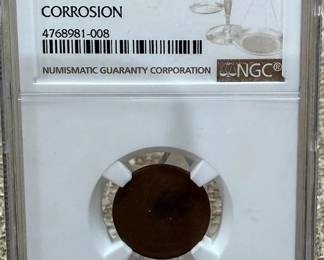 CORROSION
4768981-008
NUMISMATIC GUARANTY CORPORATION
NGC®